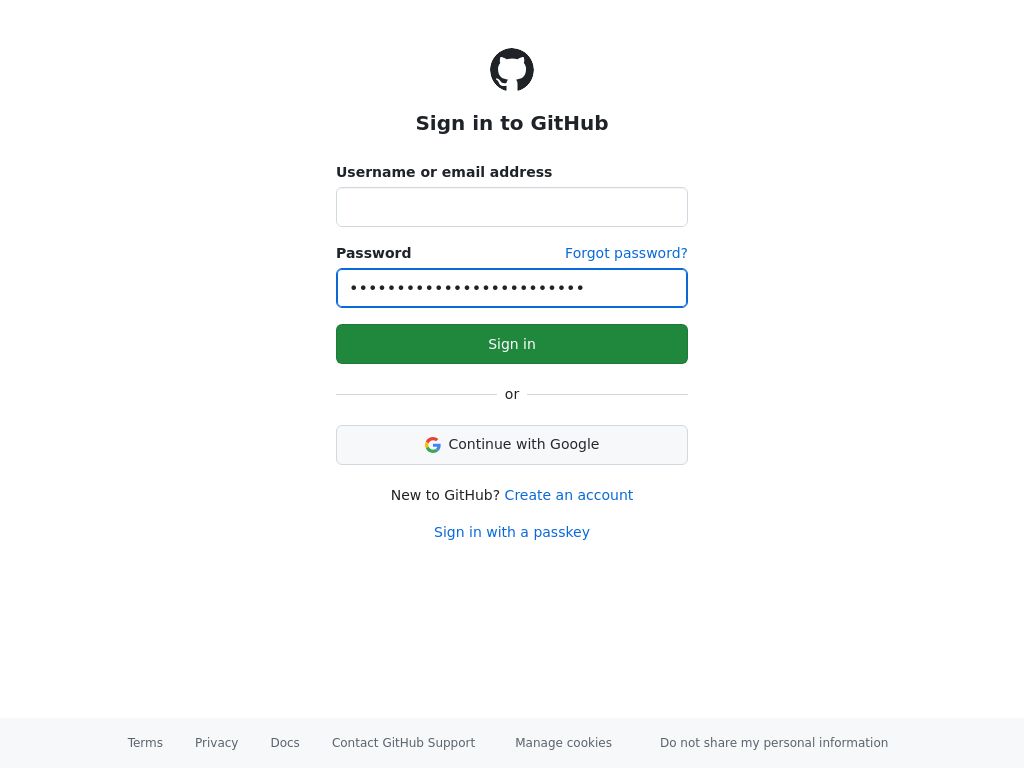 Sign in to GitHub
Username or email address
Password Forgot password?
•••••••••••••••••••••••••
Sign in
or
Continue with Google
New to GitHub? Create an account
Sign in with a passkey
Terms Privacy Docs Contact GitHub Support Manage cookies Do not share my personal information